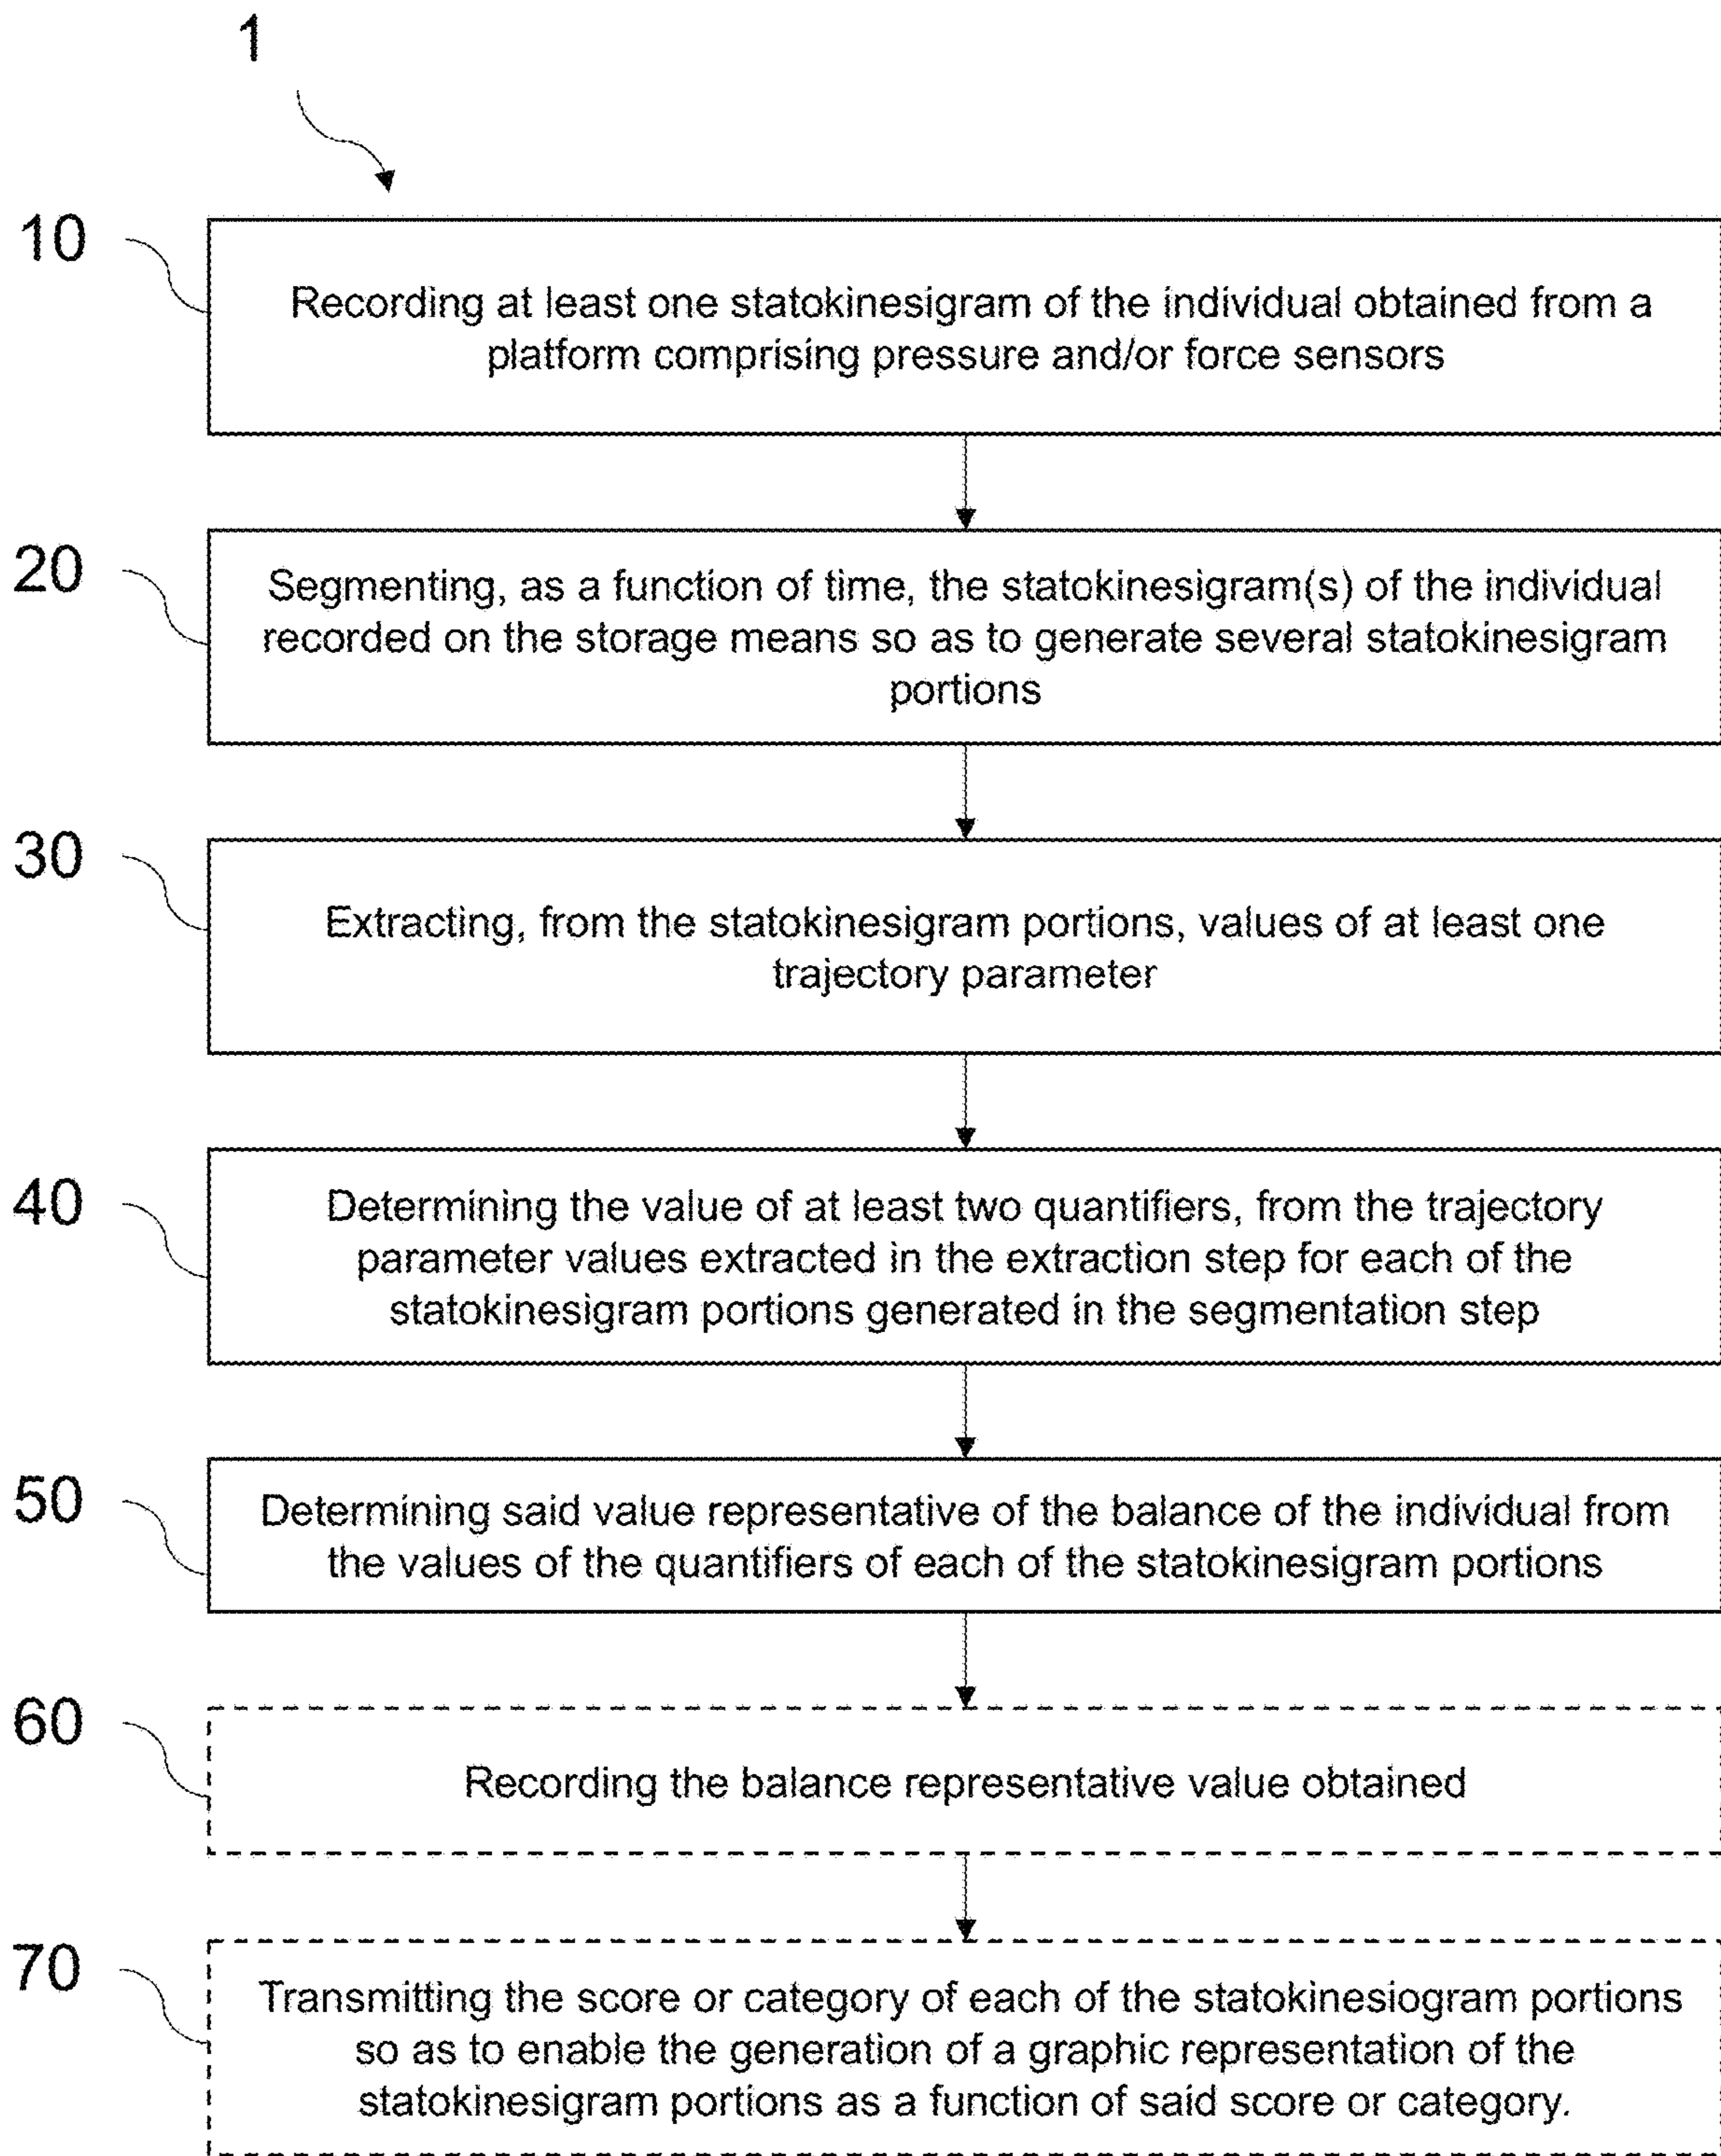 1
10
Recording at least one statokinesigram of the individual obtained from a
platform comprising pressure and/or force sensors
20
Segmenting, as a function of time, the statokinesigram(s) of the individual
recorded on the storage means so as to generate several statokinesigram
portions
30
Extracting, from the statokinesigram portions, values of at least one
trajectory parameter
40
Determining the value of at least two quantifiers, from the trajectory
parameter values extracted in the extraction step for each of the
statokinesigram portions generated in the segmentation step
50
Determining said value representative of the balance of the individual from
the values of the quantifiers of each of the statokinesigram portions
60
Recording the balance representative value obtained
70
Transmitting the score or category of each of the statokinesiogram portions
so as to enable the generation of a graphic representation of the
statokinesigram portions as a function of said score or category.